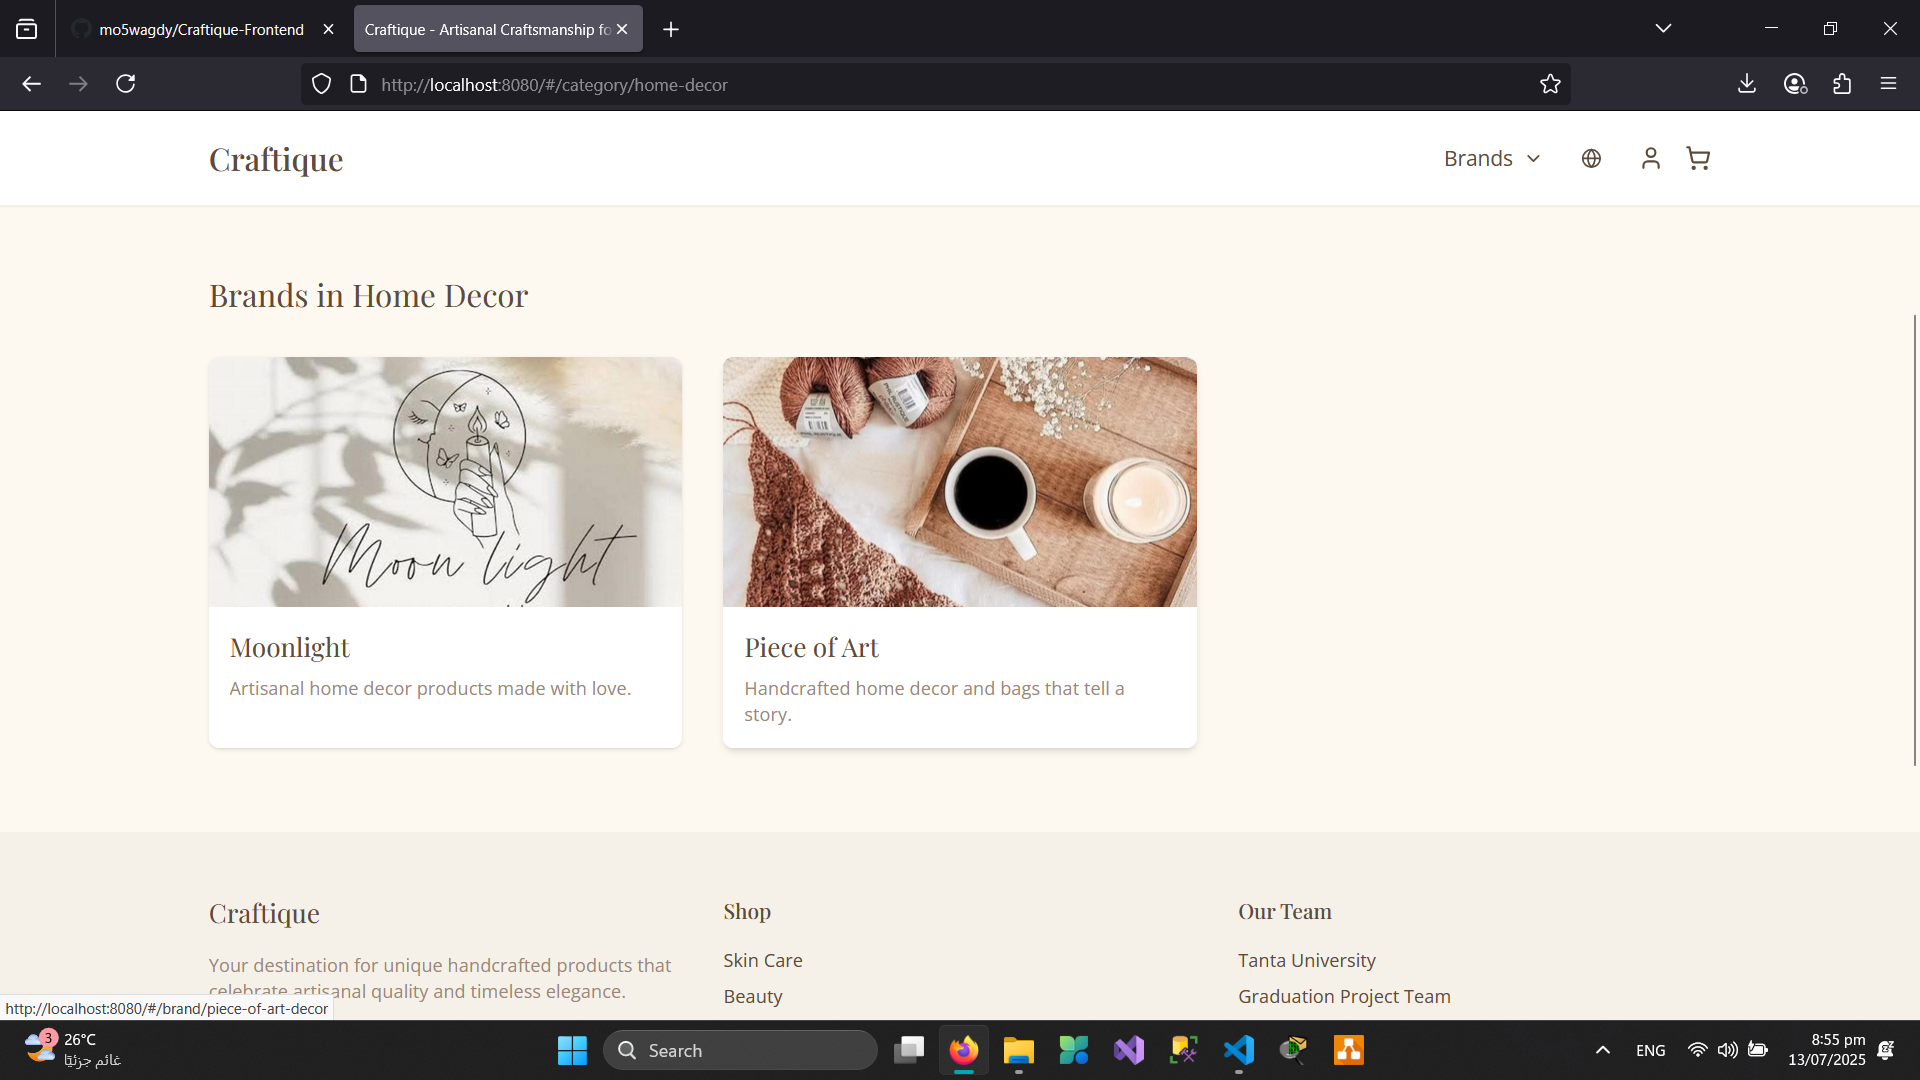 mo5wagdy/Craftique-Frontend
Craftique - Artisanal Craftsmanship fo
http://localhost:8080/#/category/home-decor
Craftique
Brands
Brands in Home Decor
Moon light
Moonlight
Artisanal home decor products made with love.
Piece of Art
Handcrafted home decor and bags that tell a
story.
Craftique
Your destination for unique handcrafted products that
celebrate artisanal quality and timeless elegance.
Shop
Skin Care
Beauty
Our Team
Tanta University
Graduation Project Team
http://localhost:8080/#/brand/piece-of-art-decor
3
26°C
غائم جزئيًا
Search
ENG
8:55 pm
13/07/2025